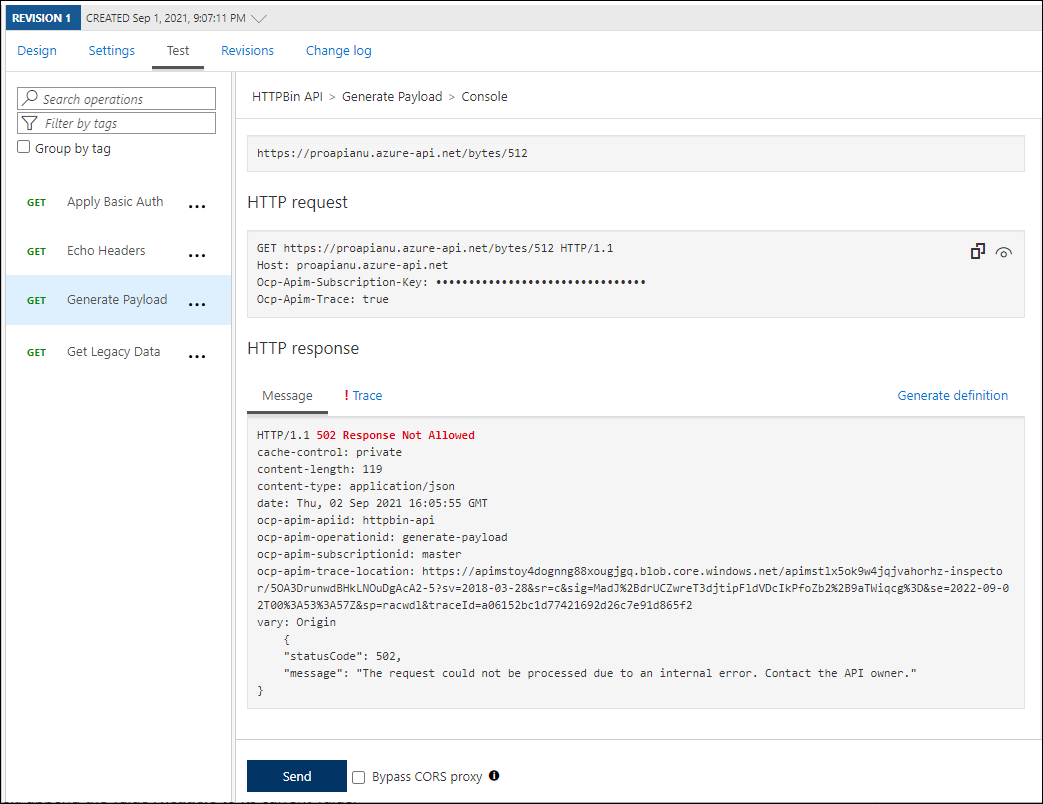 REVISION 1 CREATED Sep 1, 2021, 9:07:11 PM
Design Settings Test Revisions Change log
Search operations
Filter by tags
Group by tag
GET Apply Basic Auth ...
GET Echo Headers ...
GET Generate Payload ...
GET Get Legacy Data ...
HTTPBin API > Generate Payload > Console
https://proapianu.azure-api.net/bytes/512
HTTP request
GET https://proapianu.azure-api.net/bytes/512 HTTP/1.1
Host: proapianu.azure-api.net
Ocp-Apim-Subscription-Key: ••••••••••••••••••••••••••••••••
Ocp-Apim-Trace: true
HTTP response
Message ! Trace Generate definition
HTTP/1.1 502 Response Not Allowed
cache-control: private
content-length: 119
content-type: application/json
date: Thu, 02 Sep 2021 16:05:55 GMT
ocp-apim-apiid: httpbin-api
ocp-apim-operationid: generate-payload
ocp-apim-subscriptionid: master
ocp-apim-trace-location: https://apimstoy4dognng88xougjgq.blob.core.windows.net/apimstlx5ok9w4jqjvahorhz-inspecto
r/5OA3DrunwdBHkLNOuDgAcA2-5?sv=2018-03-28&sr=c&sig=MadJ%2BdrUCZwreT3djtipFldVDcIkPfoZb2%2B9aTWiqcg%3D&se=2022-09-0
2T00%3A53%3A57Z&sp=racwdl&traceId=a06152bc1d77421692d26c7e91d865f2
vary: Origin
{
"statusCode": 502,
"message": "The request could not be processed due to an internal error. Contact the API owner."
}
Send Bypass CORS proxy